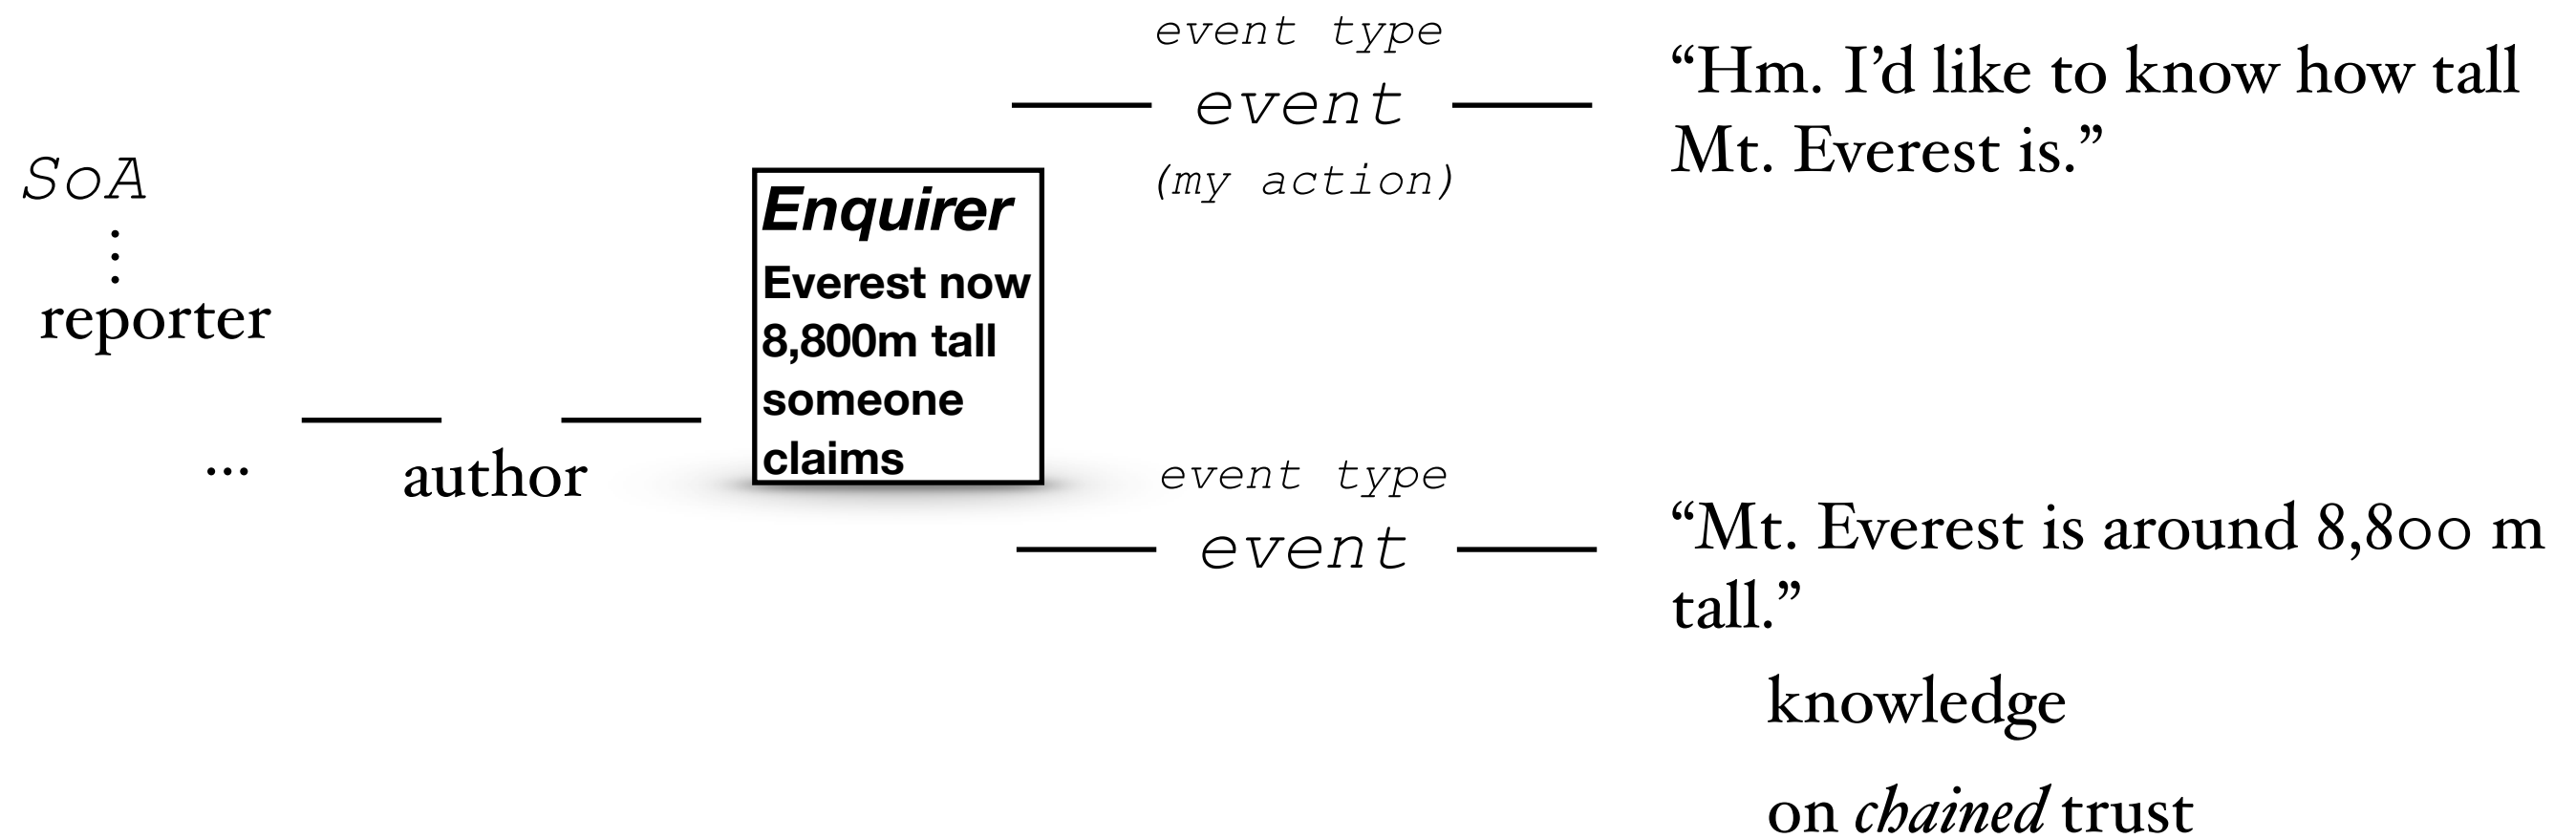 event type
event
(my action)
“Hm. I’d like to know how tall
Mt. Everest is.”
SoA
⋮
reporter
...
author
Enquirer
Everest now
8,800m tall
someone
claims
event type
event
“Mt. Everest is around 8,800 m
tall.”
knowledge
on chained trust